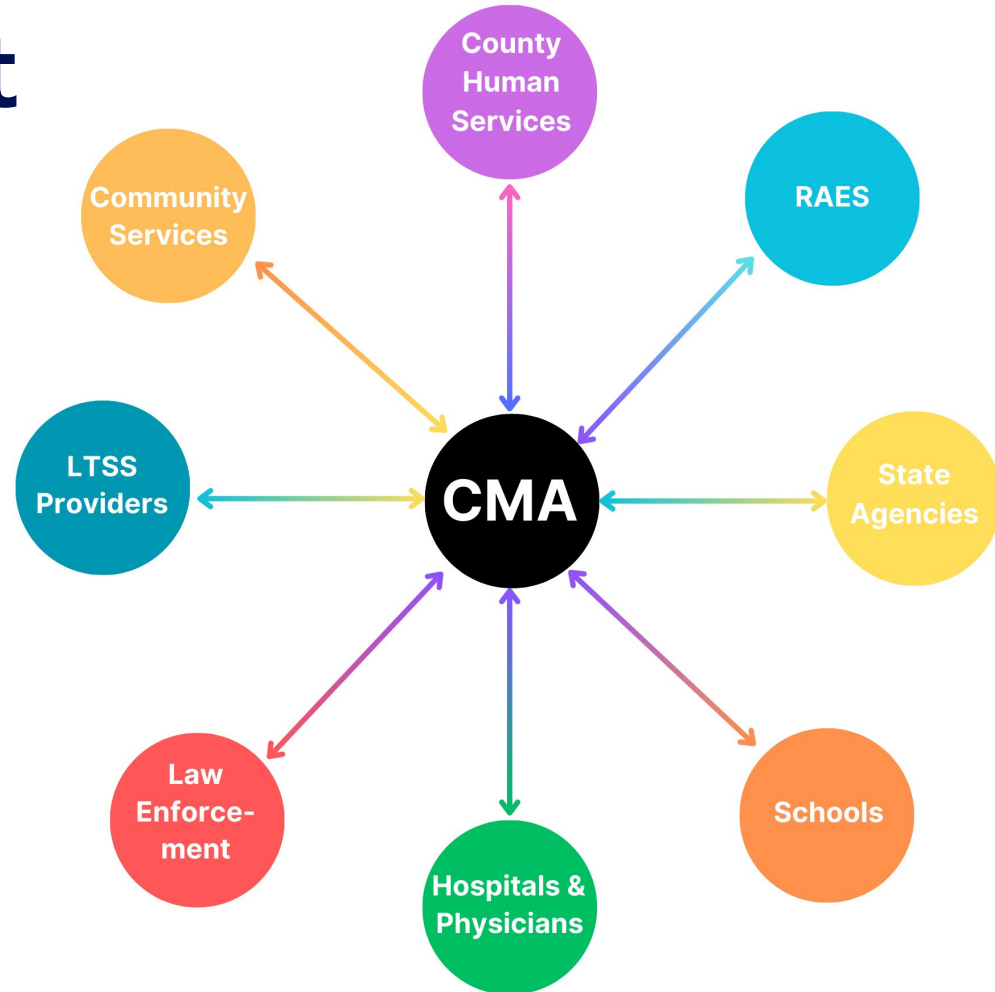 t
County
Human
Services
RAES
Community
Services
LTSS
Providers
CMA
State
Agencies
Law
Enforce-
ment
Schools
Hospitals &
Physicians